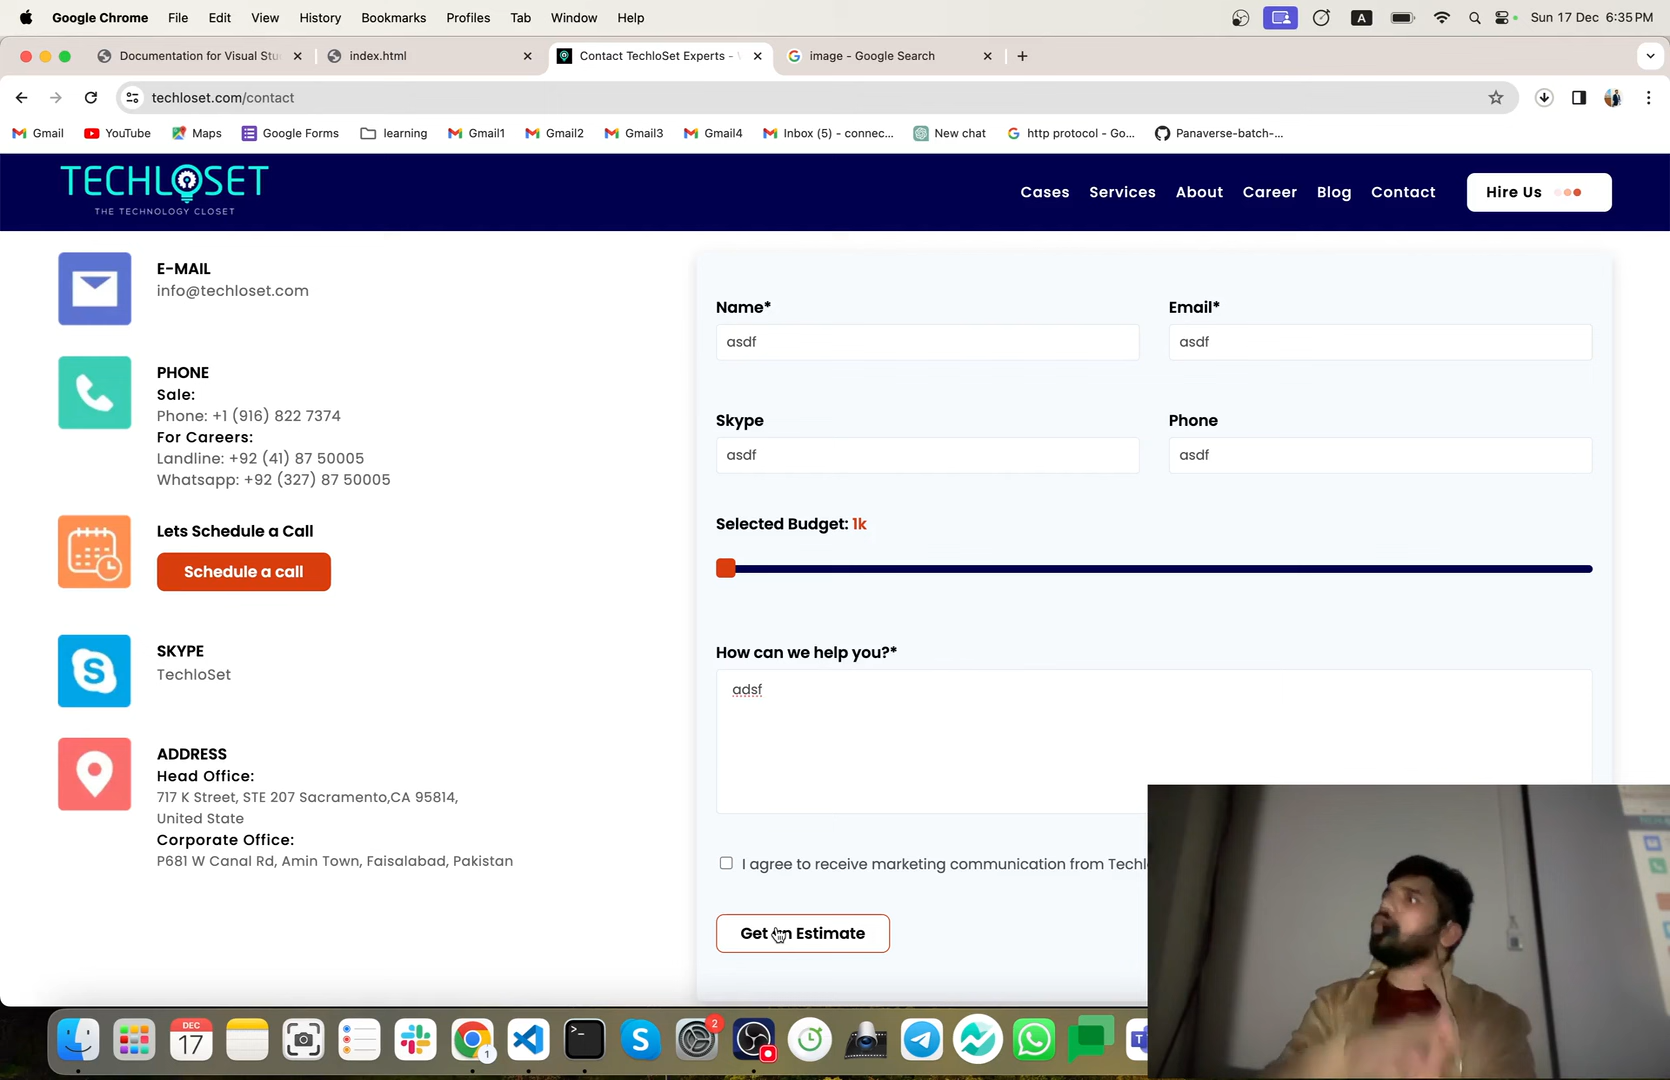 Google Chrome File Edit View History Bookmarks Profiles Tab Window Help A Sun 17 Dec 6:35 PM
Documentation for Visual Stu index.html Contact TechloSet Experts - image - Google Search
techloset.com/contact
Gmail YouTube Maps Google Forms learning Gmail1 Gmail2 Gmail3 Gmail4 Inbox (5) - connec... New chat http protocol - Go... Panaverse-batch-...
TECHLOSET
THE TECHNOLOGY CLOSET
Cases Services About Career Blog Contact Hire Us
E-MAIL
info@techloset.com
PHONE
Sale:
Phone: +1 (916) 822 7374
For Careers:
Landline: +92 (41) 87 50005
Whatsapp: +92 (327) 87 50005
Lets Schedule a Call
Schedule a call
SKYPE
TechloSet
ADDRESS
Head Office:
717 K Street, STE 207 Sacramento,CA 95814,
United State
Corporate Office:
P681 W Canal Rd, Amin Town, Faisalabad, Pakistan
Name* Email*
asdf asdf
Skype Phone
asdf asdf
Selected Budget: 1k
How can we help you?*
adsf
I agree to receive marketing communication from
Get an Estimate
DEC
17
1
2